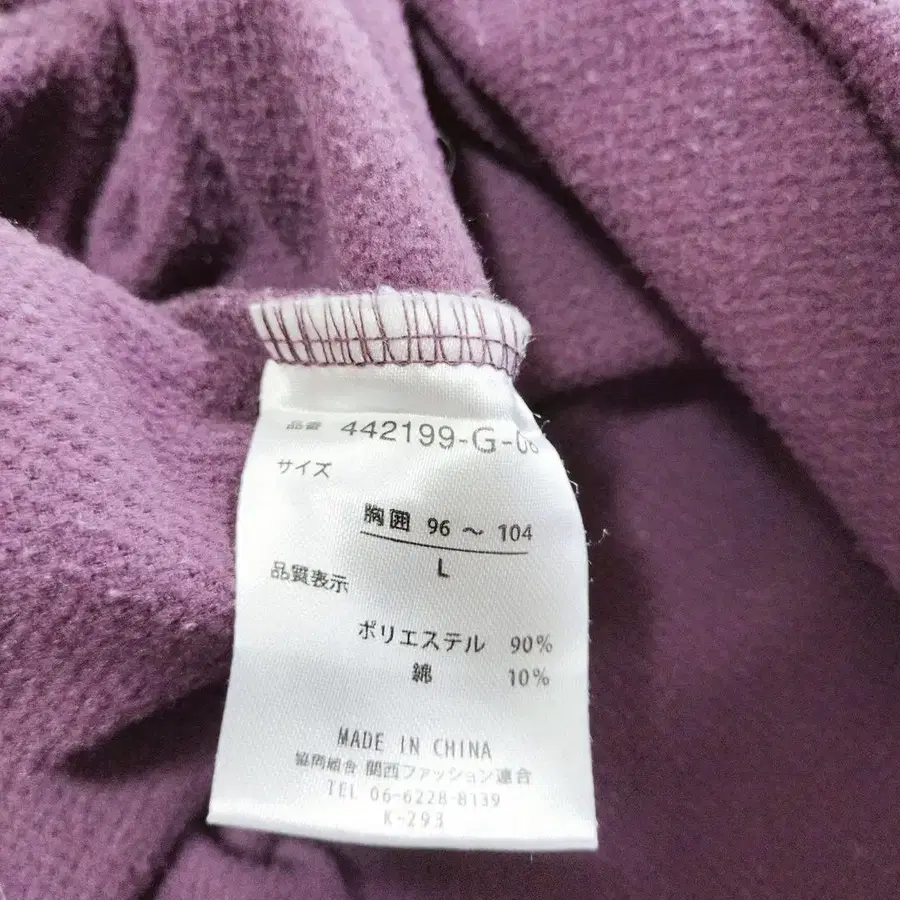 品番 442199-G-06
サイズ
胸囲 96 ～ 104
L
品質表示
ポリエステル 90%
綿 10%
MADE IN CHINA
協同組合 関西ファッション連合
TEL 06-6228-8139
K-293